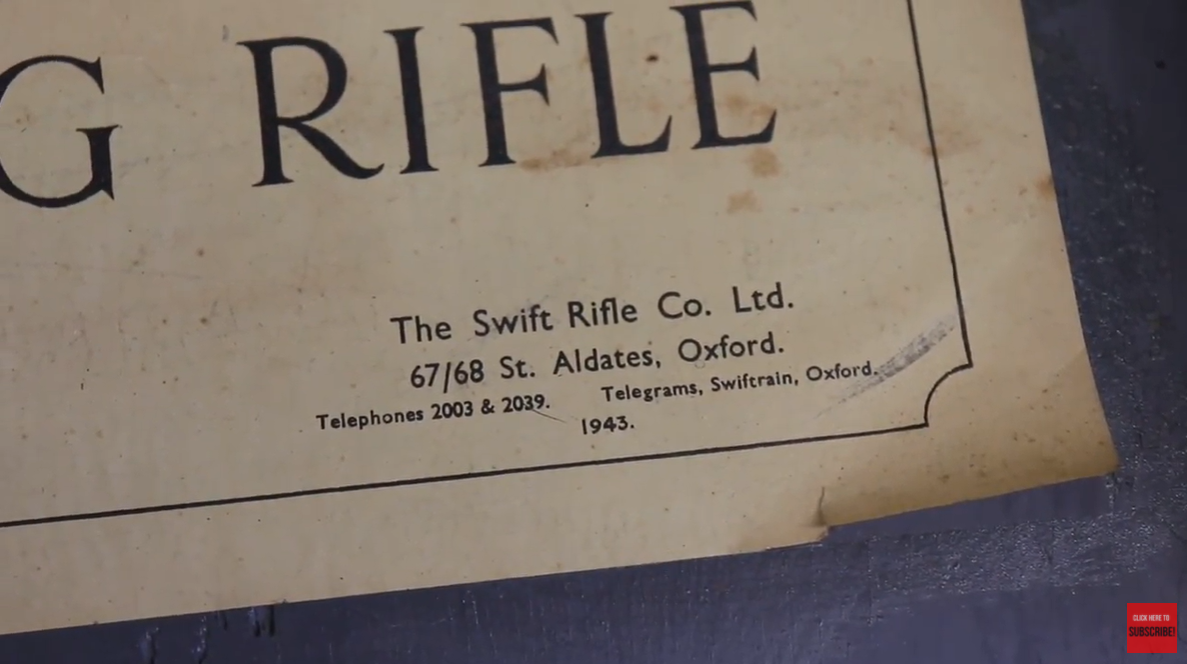 G RIFLE
The Swift Rifle Co. Ltd.
67/68 St. Aldates, Oxford.
Telephones 2003 & 2039. Telegrams, Swiftrain, Oxford.
1943.
CLICK HERE TO
SUBSCRIBE!